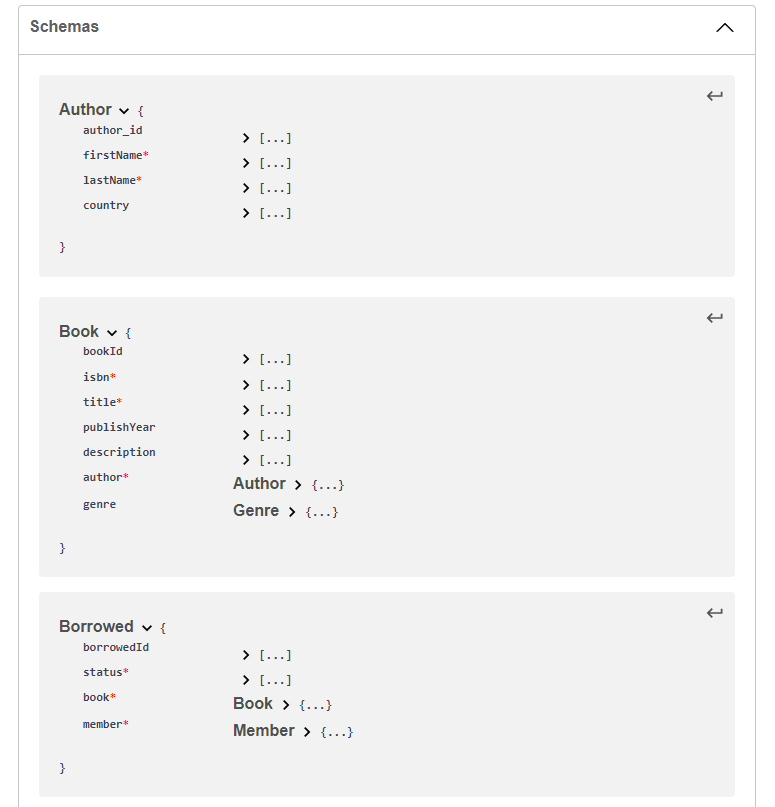 Schemas
Author {
author_id [...]
firstName* [...]
lastName* [...]
country [...]
}
Book {
bookId [...]
isbn* [...]
title* [...]
publishYear [...]
description [...]
author* Author {...}
genre Genre {...}
}
Borrowed {
borrowedId [...]
status* [...]
book* Book {...}
member* Member {...}
}